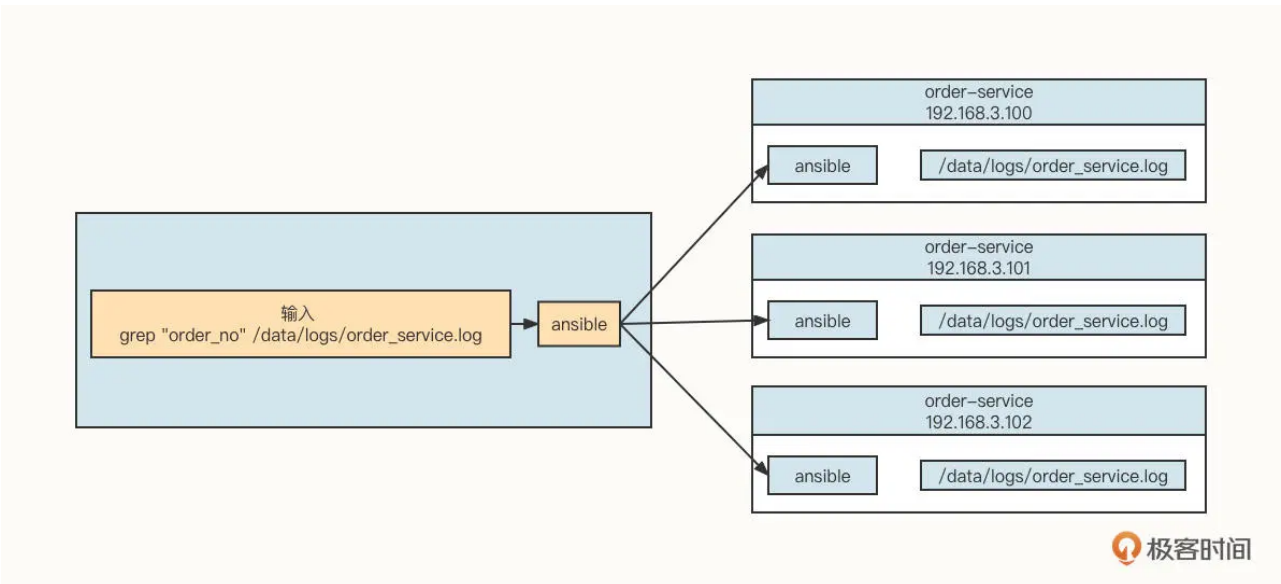 输入
grep "order_no" /data/logs/order_service.log
ansible
order-service
192.168.3.100
ansible
/data/logs/order_service.log
order-service
192.168.3.101
ansible
/data/logs/order_service.log
order-service
192.168.3.102
ansible
/data/logs/order_service.log
极客时间